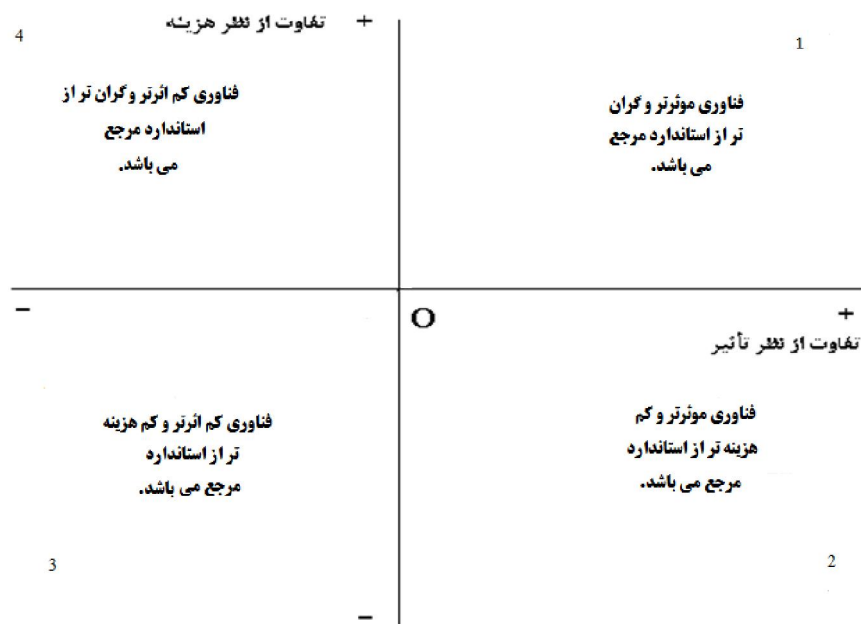 + تفاوت از نظر هزینه
4
1
فناوری کم اثرتر و گران تر از
استاندارد مرجع
می باشد.
فناوری موثرتر و گران
تر از استاندارد مرجع
می باشد.
–
O
+
تفاوت از نظر تأثیر
فناوری کم اثرتر و کم هزینه
تر از استاندارد
مرجع می باشد.
فناوری موثرتر و کم
هزینه تر از استاندارد
مرجع می باشد.
3
2
–